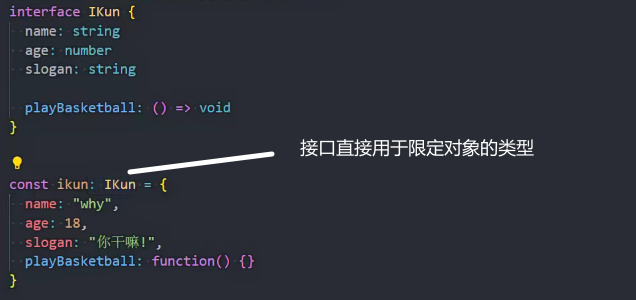 interface IKun {
name: string
age: number
slogan: string
playBasketball: () => void
}
接口直接用于限定对象的类型
const ikun: IKun = {
name: "why",
age: 18,
slogan: "你干嘛!",
playBasketball: function() {}
}